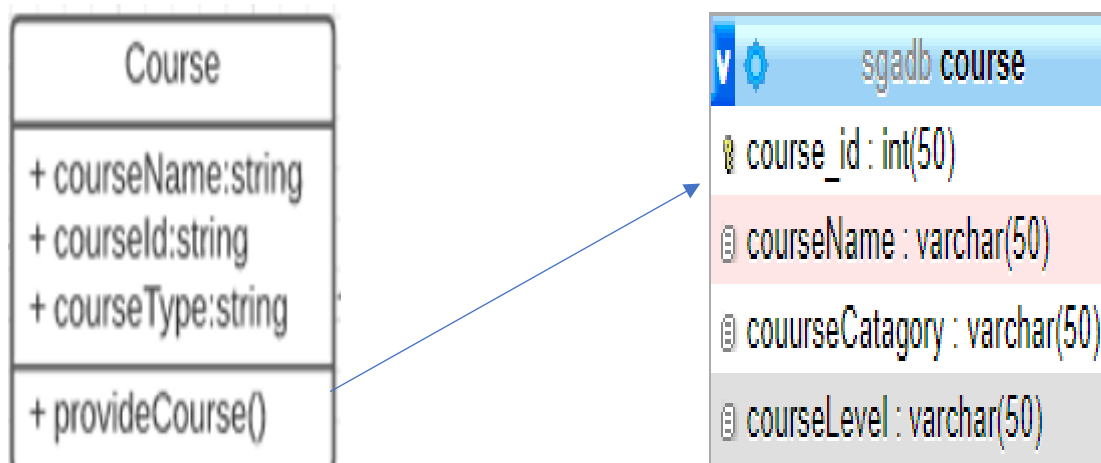 Course
+ courseName:string
+ courseId:string
+ courseType:string
+ provideCourse()
v sgadb course
course_id : int(50)
courseName : varchar(50)
couurseCatagory : varchar(50)
courseLevel : varchar(50)